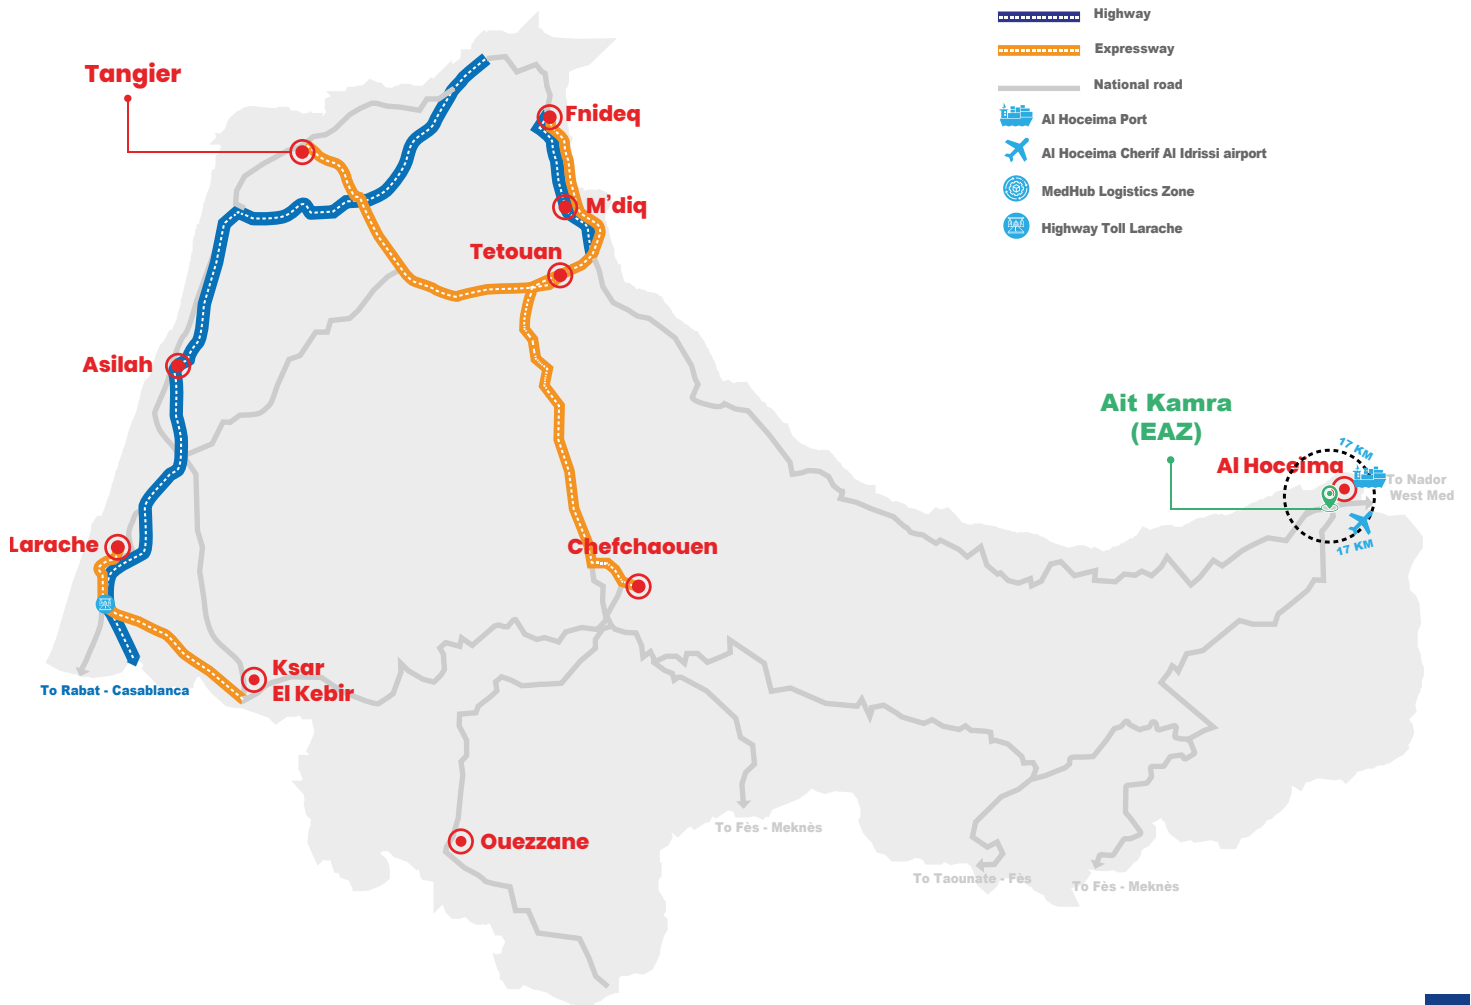 Highway
Expressway
National road
Al Hoceima Port
Al Hoceima Cherif Al Idrissi airport
MedHub Logistics Zone
Highway Toll Larache
Tangier
Fnideq
M'diq
Tetouan
Asilah
Ait Kamra
(EAZ)
17 KM
Al Hoceima
To Nador
West Med
17 KM
Larache
Chefchaouen
Ksar
El Kebir
To Rabat - Casablanca
Ouezzane
To Fès - Meknès
To Taounate - Fès
To Fès - Meknès